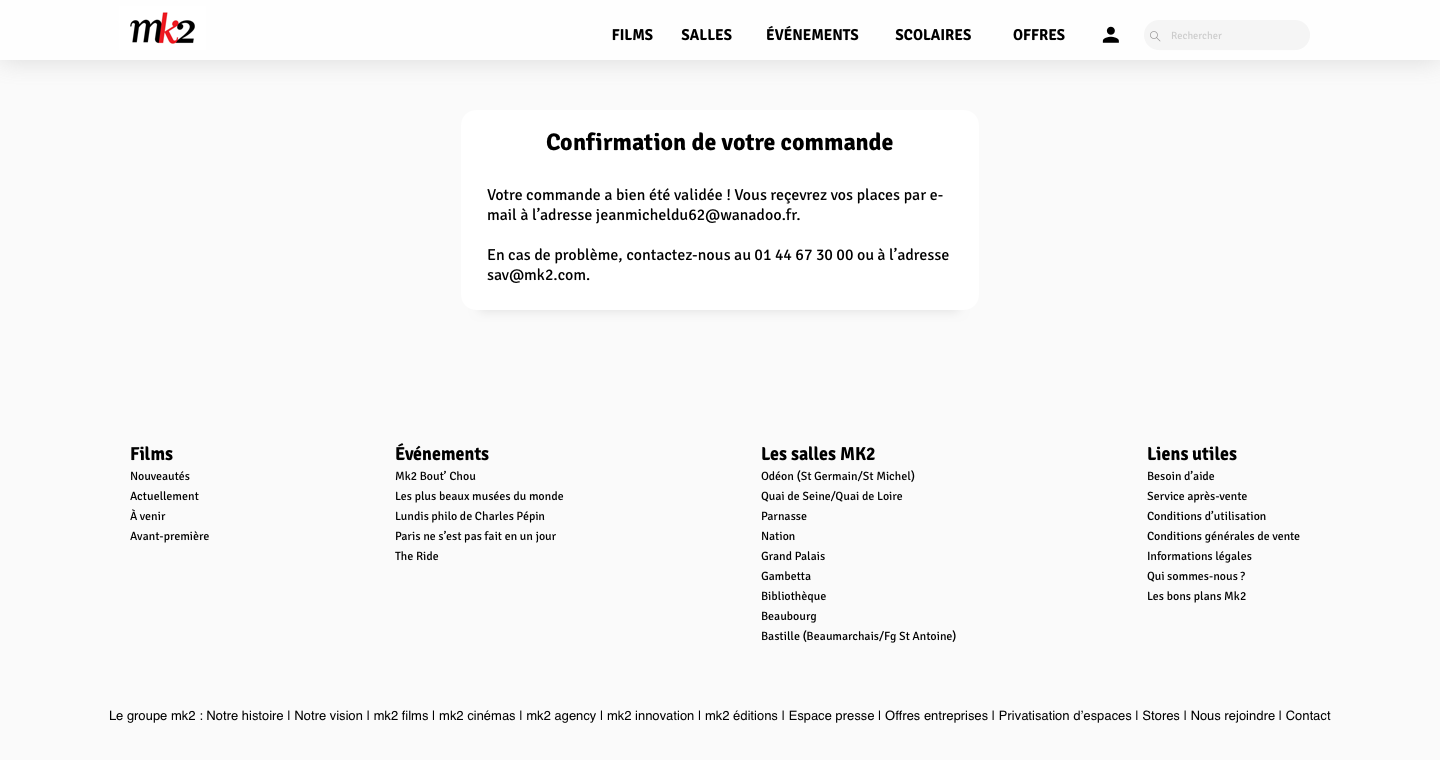 mk2
FILMS SALLES ÉVÉNEMENTS SCOLAIRES OFFRES Rechercher
Confirmation de votre commande
Votre commande a bien été validée ! Vous reçevrez vos places par e-
mail à l’adresse jeanmicheldu62@wanadoo.fr.
En cas de problème, contactez-nous au 01 44 67 30 00 ou à l’adresse
sav@mk2.com.
Films
Nouveautés
Actuellement
À venir
Avant-première
Événements
Mk2 Bout’ Chou
Les plus beaux musées du monde
Lundis philo de Charles Pépin
Paris ne s’est pas fait en un jour
The Ride
Les salles MK2
Odéon (St Germain/St Michel)
Quai de Seine/Quai de Loire
Parnasse
Nation
Grand Palais
Gambetta
Bibliothèque
Beaubourg
Bastille (Beaumarchais/Fg St Antoine)
Liens utiles
Besoin d’aide
Service après-vente
Conditions d’utilisation
Conditions générales de vente
Informations légales
Qui sommes-nous ?
Les bons plans Mk2
Le groupe mk2 : Notre histoire | Notre vision | mk2 films | mk2 cinémas | mk2 agency | mk2 innovation | mk2 éditions | Espace presse | Offres entreprises | Privatisation d’espaces | Stores | Nous rejoindre | Contact